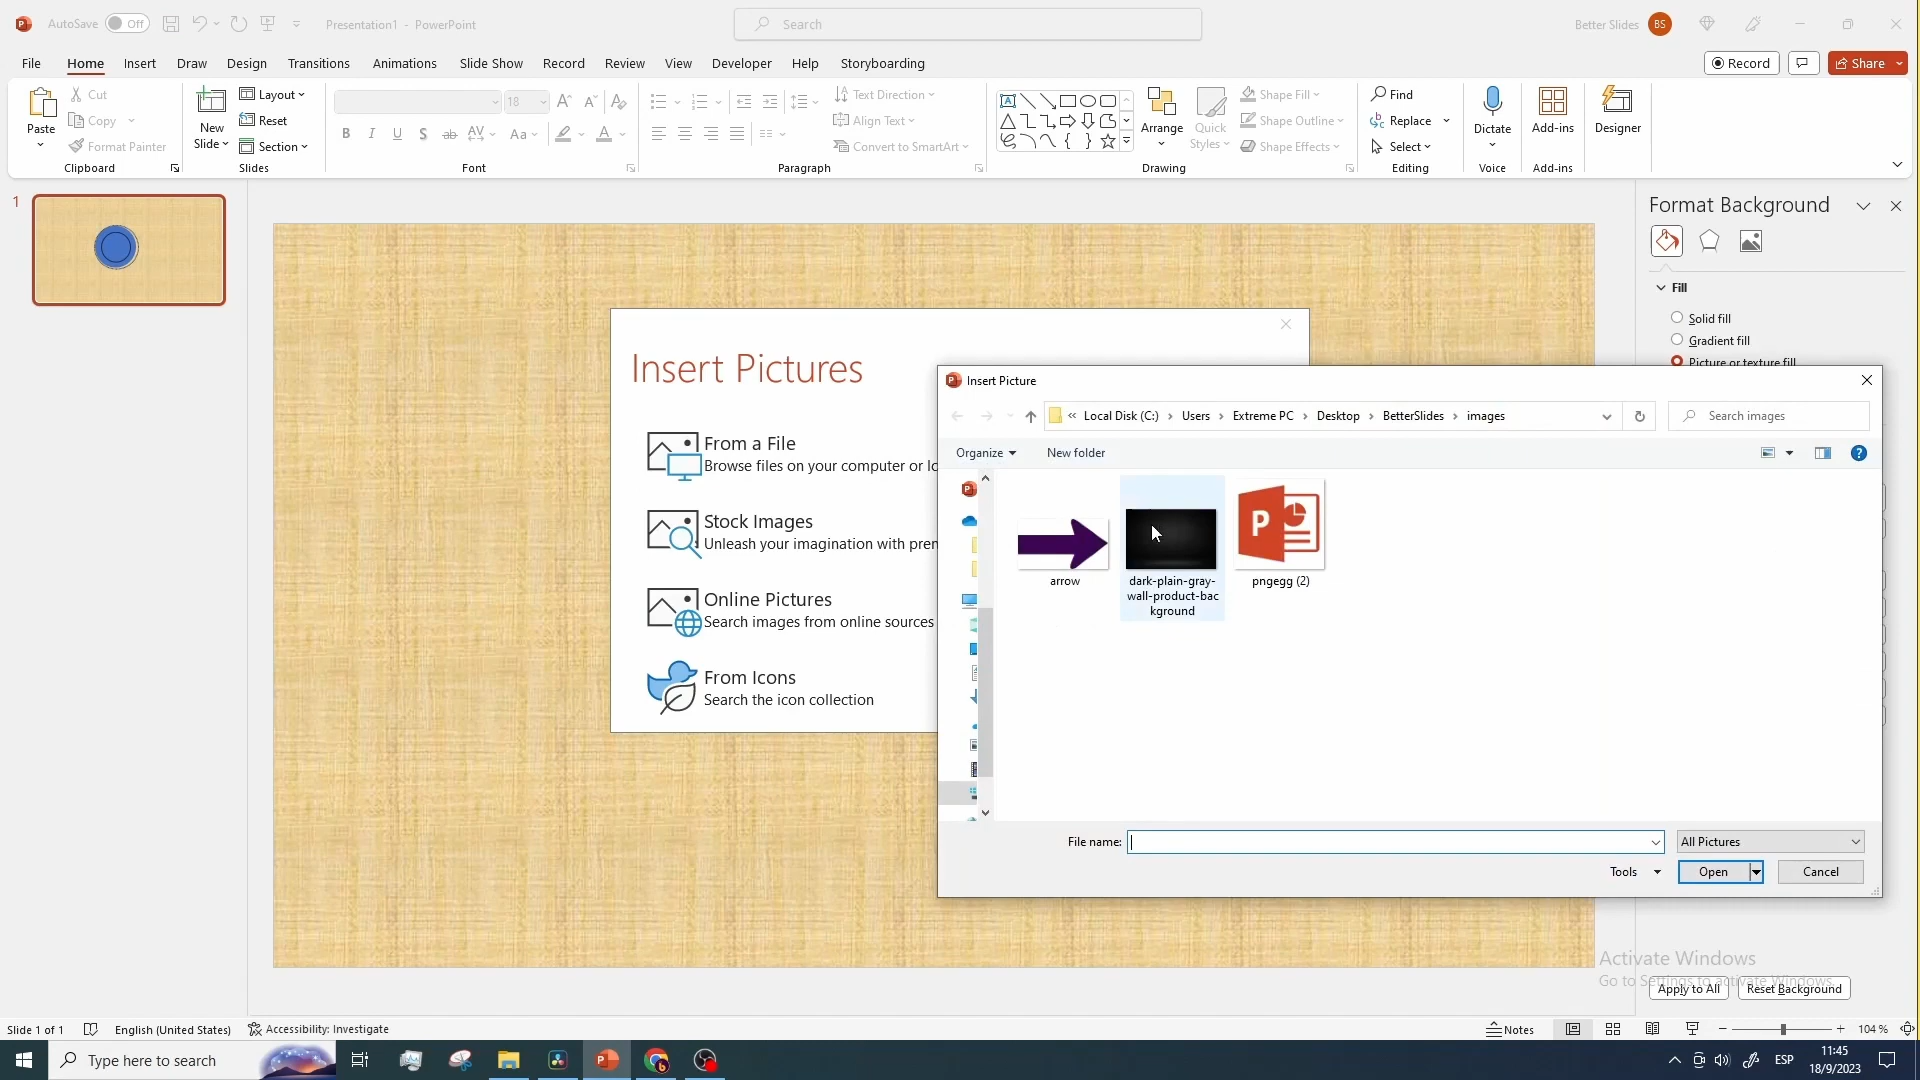 AutoSave Off
Presentation1 - PowerPoint
Search
Better Slides BS
File Home Insert Draw Design Transitions Animations Slide Show Record Review View Developer Help Storyboarding
Record Share
Paste
Cut
Copy
Format Painter
Clipboard
New
Slide
Layout
Reset
Section
Slides
18
Aa
Font
Text Direction
Align Text
Convert to SmartArt
Paragraph
Arrange
Quick
Styles
Shape Fill
Shape Outline
Shape Effects
Drawing
Find
Replace
Select
Editing
Dictate
Voice
Add-ins
Add-ins
Designer
1
Format Background
Fill
Solid fill
Gradient fill
Picture or texture fill
Insert Pictures
From a File
Browse files on your computer or lo
Stock Images
Unleash your imagination with pren
Online Pictures
Search images from online sources
From Icons
Search the icon collection
Insert Picture
« Local Disk (C:) › Users › Extreme PC › Desktop › BetterSlides › images
Search images
Organize New folder
arrow
dark-plain-gray-
wall-product-bac
kground
pngegg (2)
File name:
All Pictures
Tools Open Cancel
Activate Windows
Go to Settings to activate Windows.
Apply to All Reset Background
Slide 1 of 1 English (United States) Accessibility: Investigate
Notes
104 %
Type here to search
ESP
11:45
18/9/2023